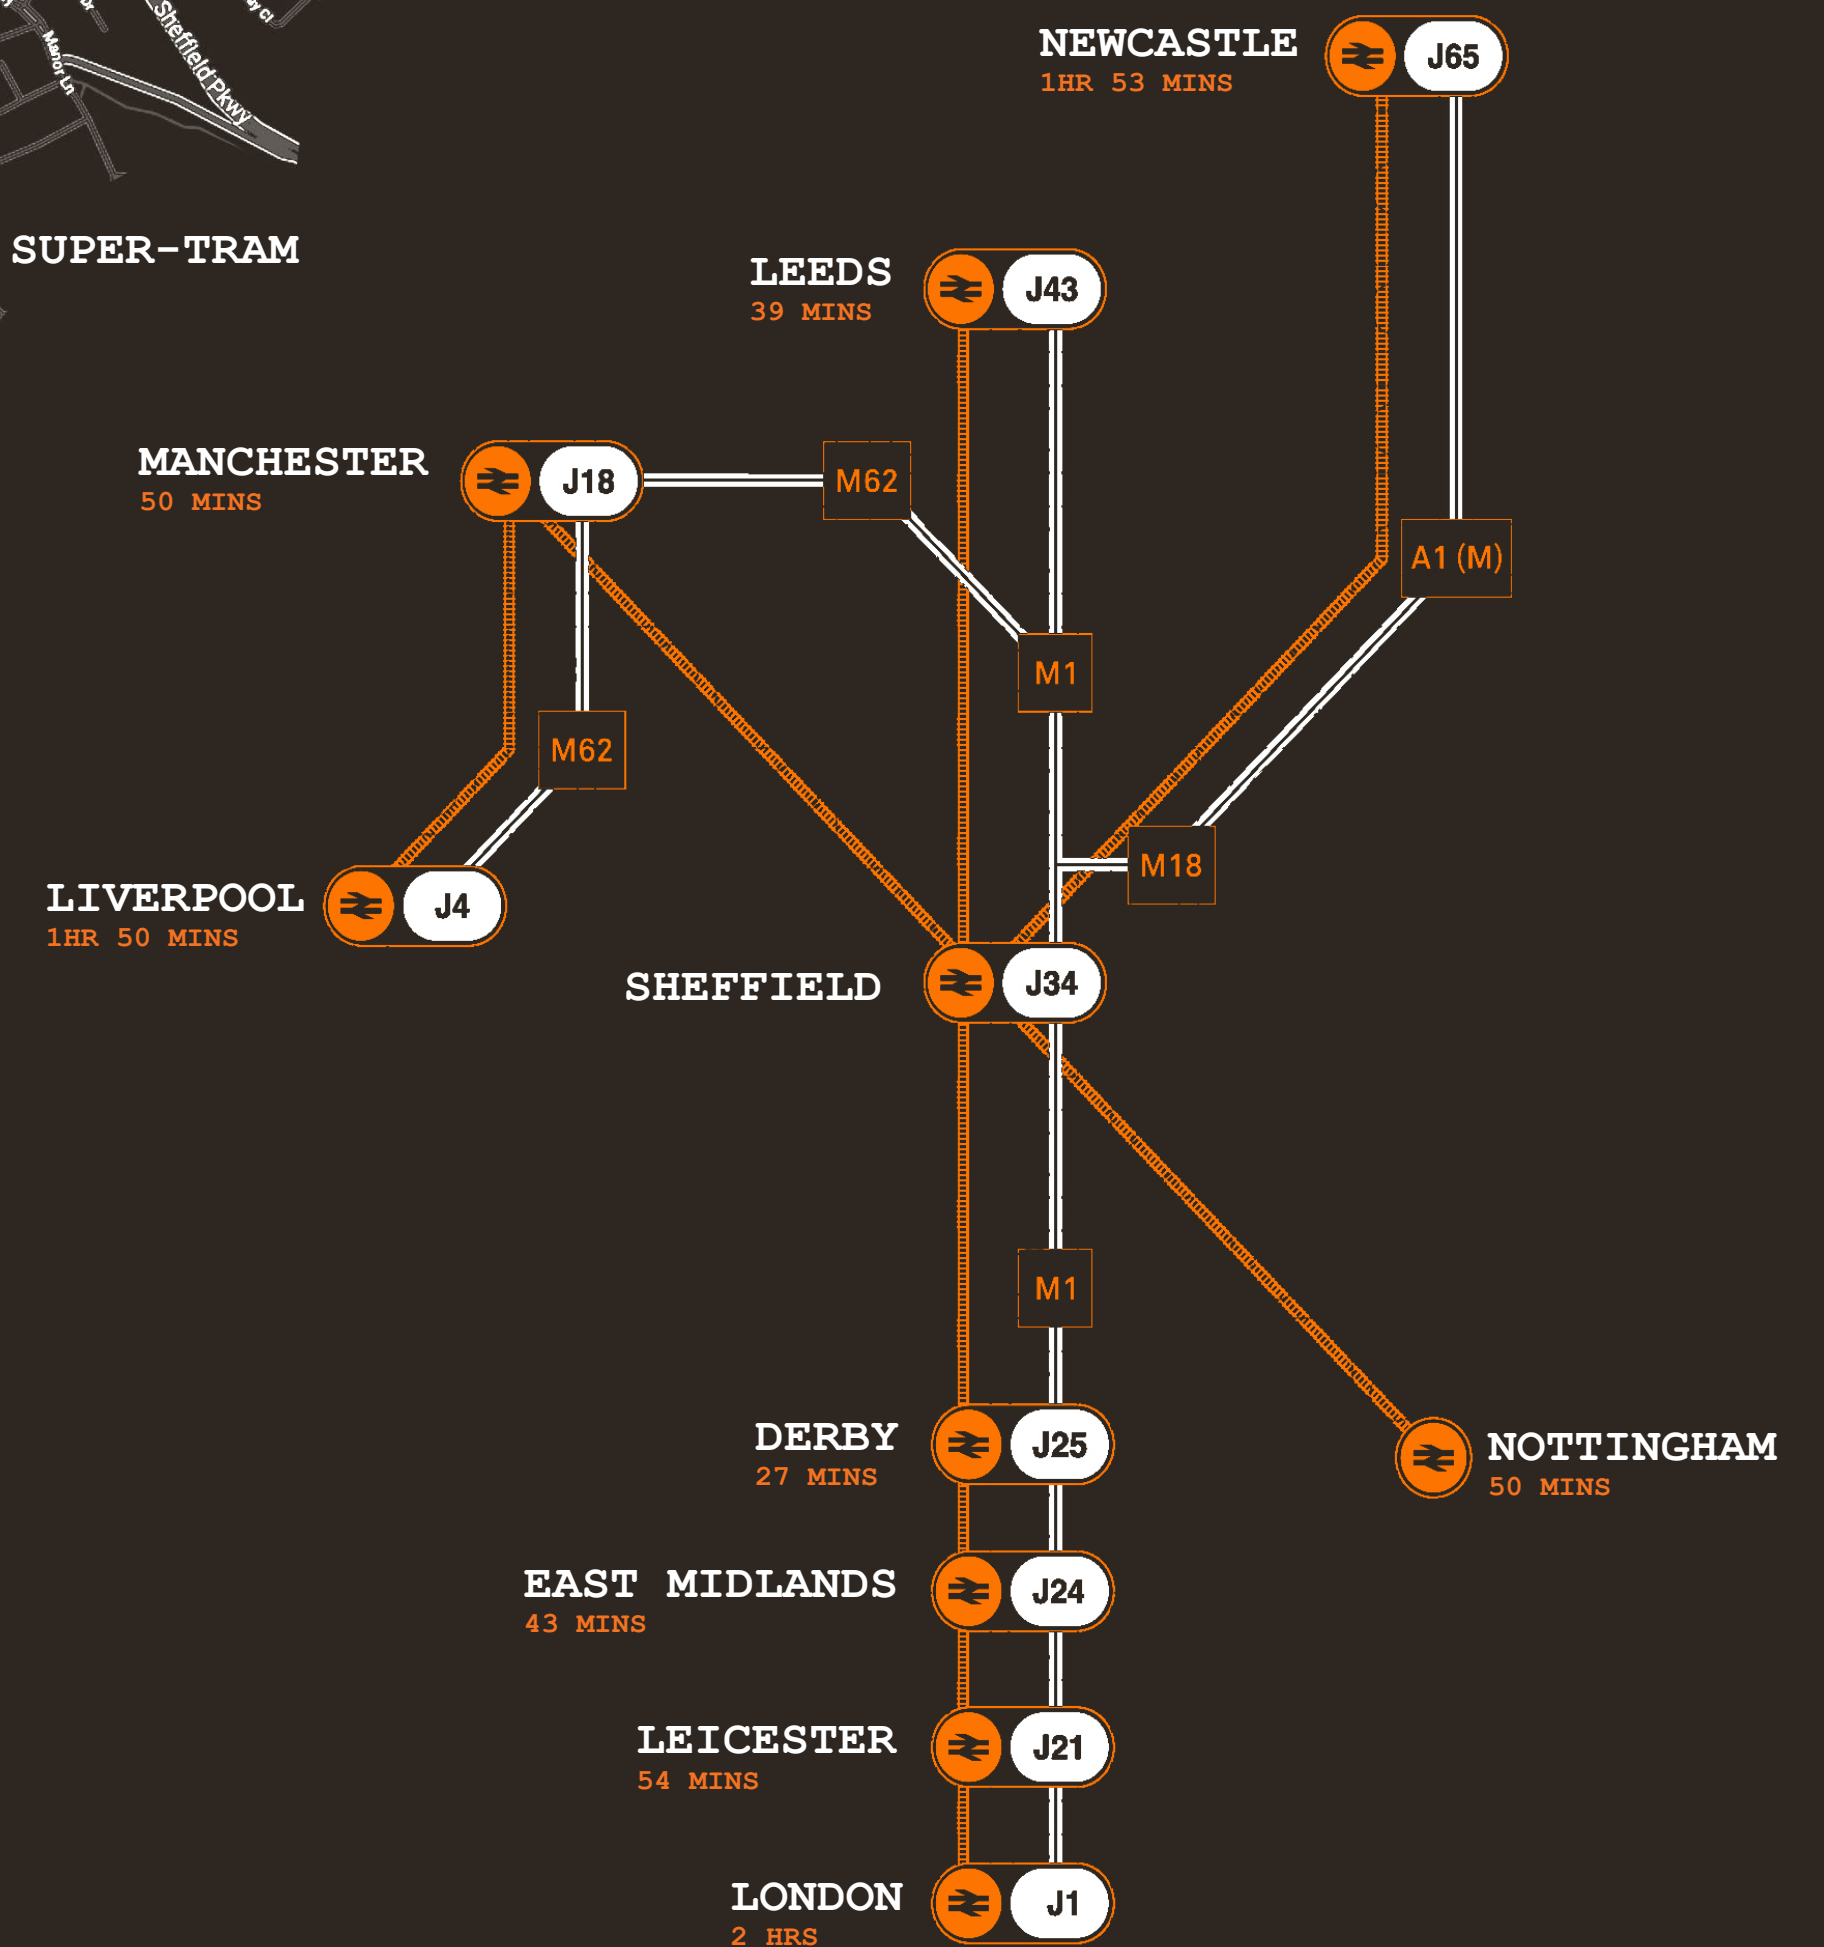 Manor Ln
Sheffield Pkwy
SUPER-TRAM
NEWCASTLE
1HR 53 MINS
J65
LEEDS
39 MINS
J43
MANCHESTER
50 MINS
J18
M62
A1 (M)
M1
M62
M18
LIVERPOOL
1HR 50 MINS
J4
SHEFFIELD
J34
M1
DERBY
27 MINS
J25
NOTTINGHAM
50 MINS
EAST MIDLANDS
43 MINS
J24
LEICESTER
54 MINS
J21
LONDON
2 HRS
J1